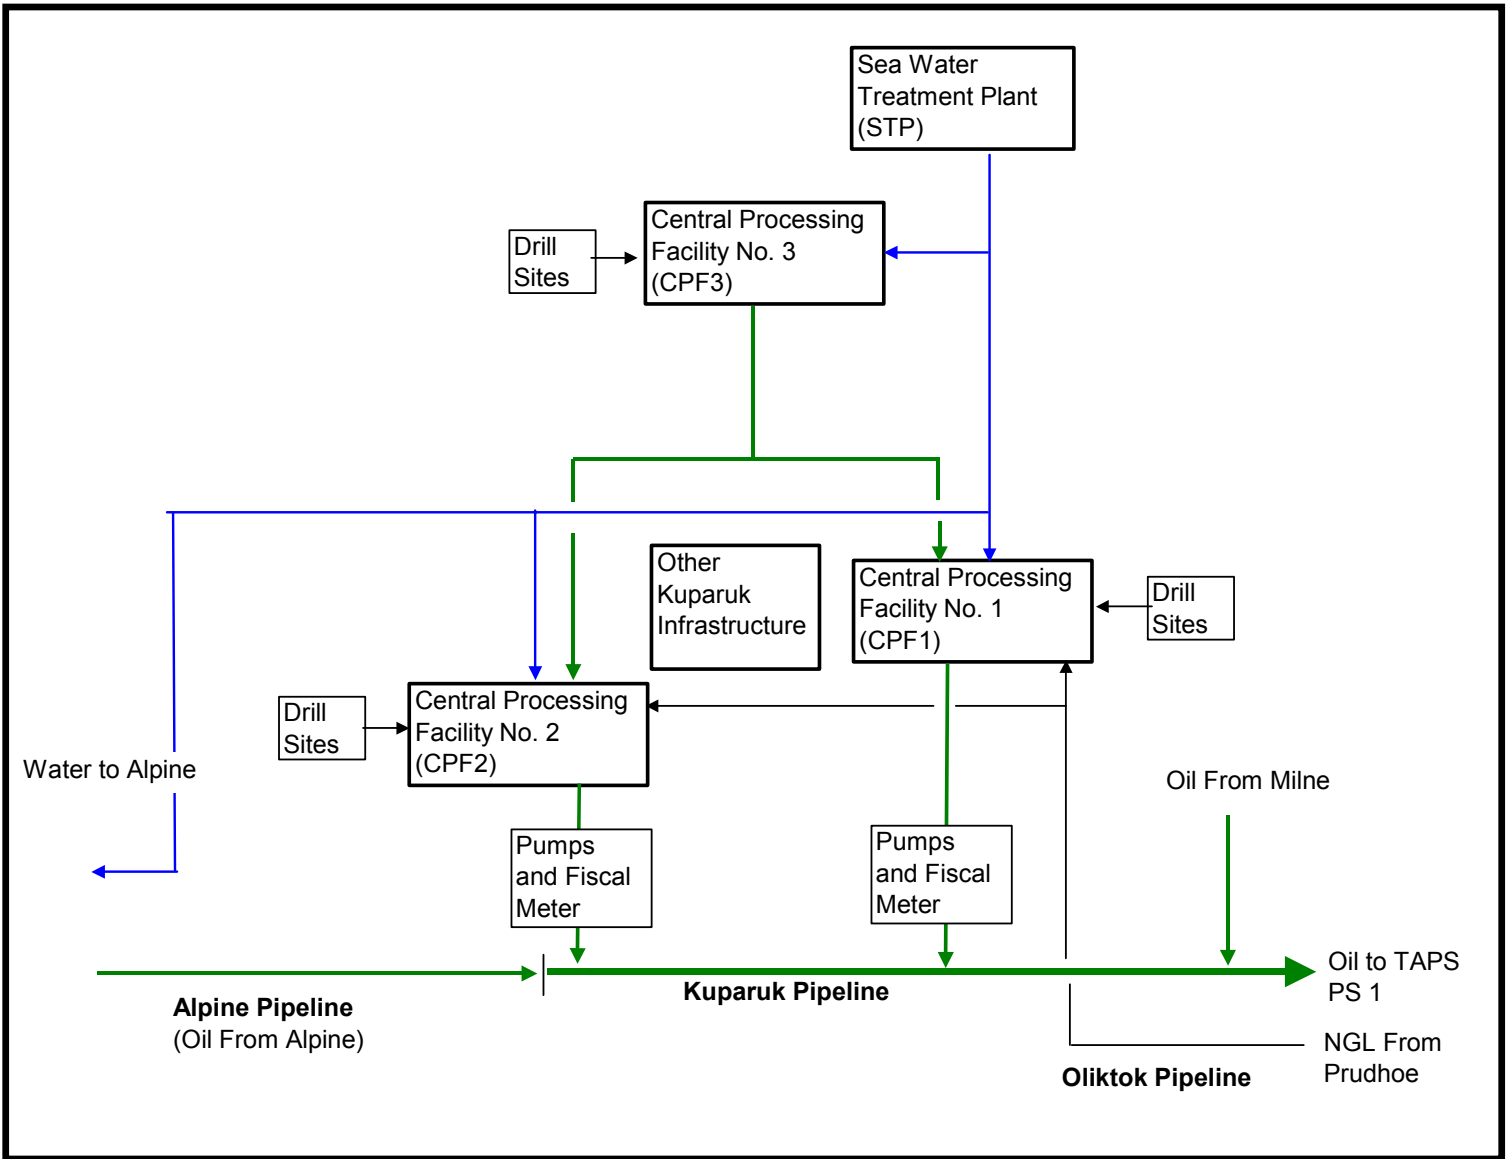 Sea Water
Treatment Plant
(STP)
Central Processing
Facility No. 3
(CPF3)
Drill
Sites
Other
Kuparuk
Infrastructure
Central Processing
Facility No. 1
(CPF1)
Drill
Sites
Central Processing
Facility No. 2
(CPF2)
Drill
Sites
Water to Alpine
Oil From Milne
Pumps
and Fiscal
Meter
Pumps
and Fiscal
Meter
Oil to TAPS
PS 1
Kuparuk Pipeline
Alpine Pipeline
(Oil From Alpine)
NGL From
Prudhoe
Oliktok Pipeline